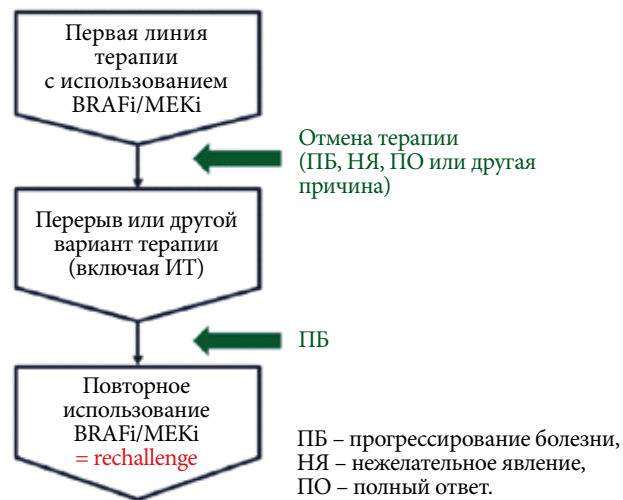 Первая линия
терапии
с использованием
BRAFi/MEKi
Отмена терапии
(ПБ, НЯ, ПО или другая
причина)
Перерыв или другой
вариант терапии
(включая ИТ)
ПБ
Повторное
использование
BRAFi/MEKi
= rechallenge
ПБ – прогрессирование болезни,
НЯ – нежелательное явление,
ПО – полный ответ.